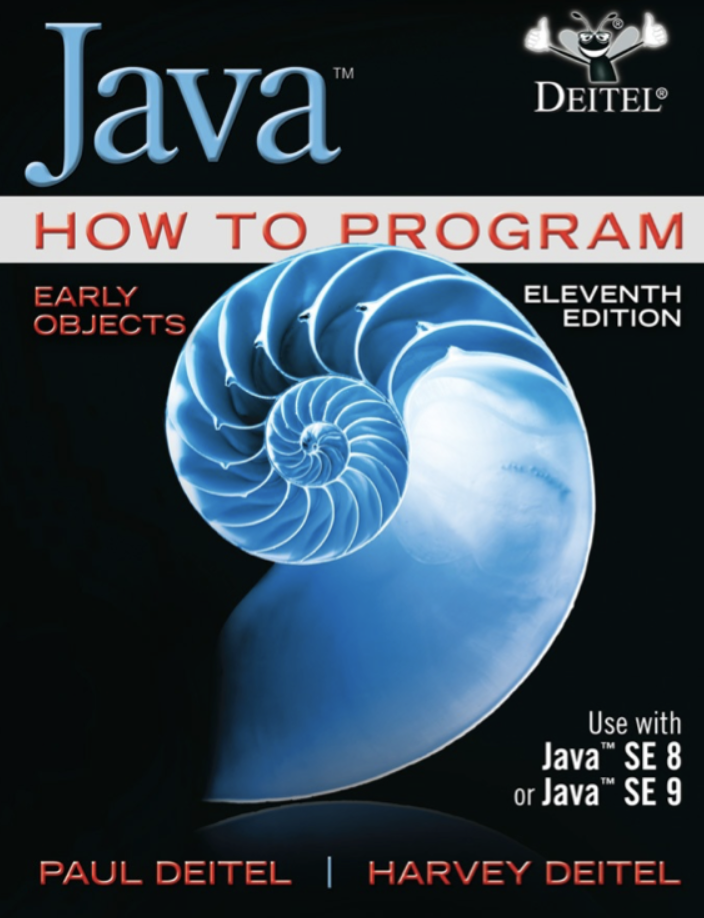 Java™
DEITEL®
HOW TO PROGRAM
EARLY
OBJECTS
ELEVENTH
EDITION
Use with
Java™ SE 8
or Java™ SE 9
PAUL DEITEL | HARVEY DEITEL